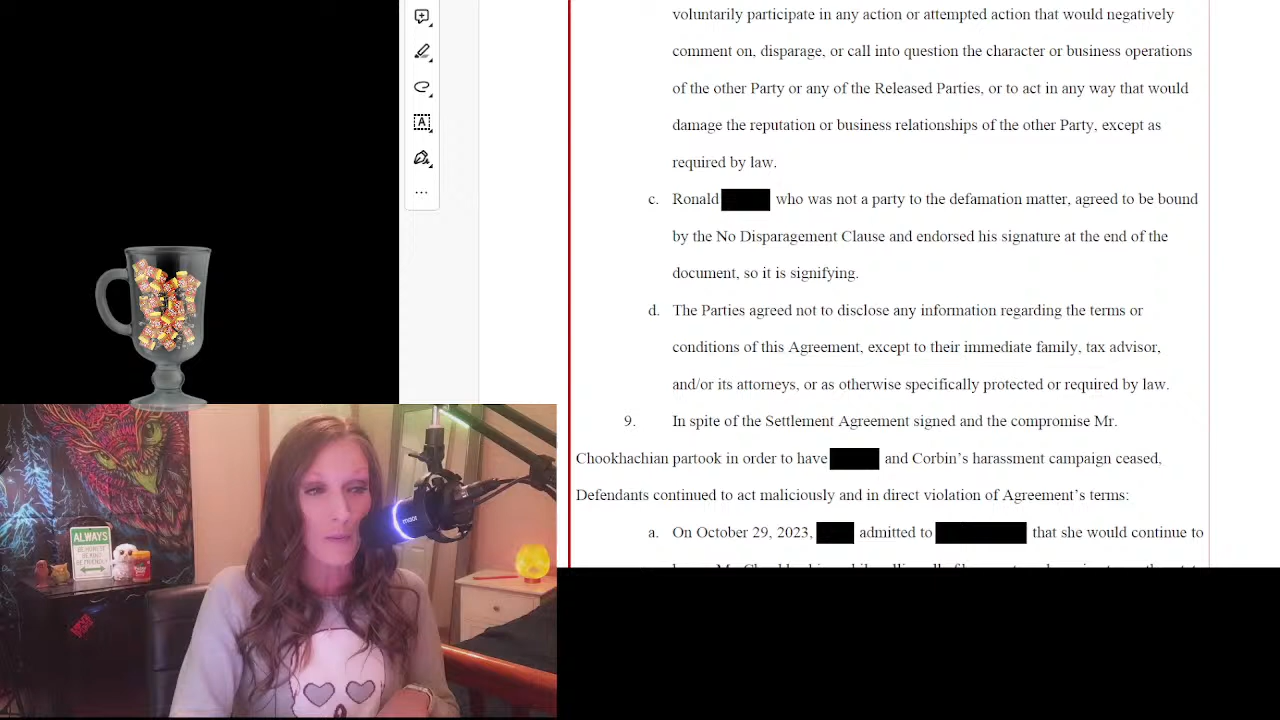 voluntarily participate in any action or attempted action that would negatively
comment on, disparage, or call into question the character or business operations
of the other Party or any of the Released Parties, or to act in any way that would
damage the reputation or business relationships of the other Party, except as
required by law.
c. Ronald who was not a party to the defamation matter, agreed to be bound
by the No Disparagement Clause and endorsed his signature at the end of the
document, so it is signifying.
d. The Parties agreed not to disclose any information regarding the terms or
conditions of this Agreement, except to their immediate family, tax advisor,
and/or its attorneys, or as otherwise specifically protected or required by law.
9. In spite of the Settlement Agreement signed and the compromise Mr.
Chookhachian partook in order to have and Corbin's harassment campaign ceased,
Defendants continued to act maliciously and in direct violation of Agreement's terms:
a. On October 29, 2023, admitted to that she would continue to
A
ALWAYS